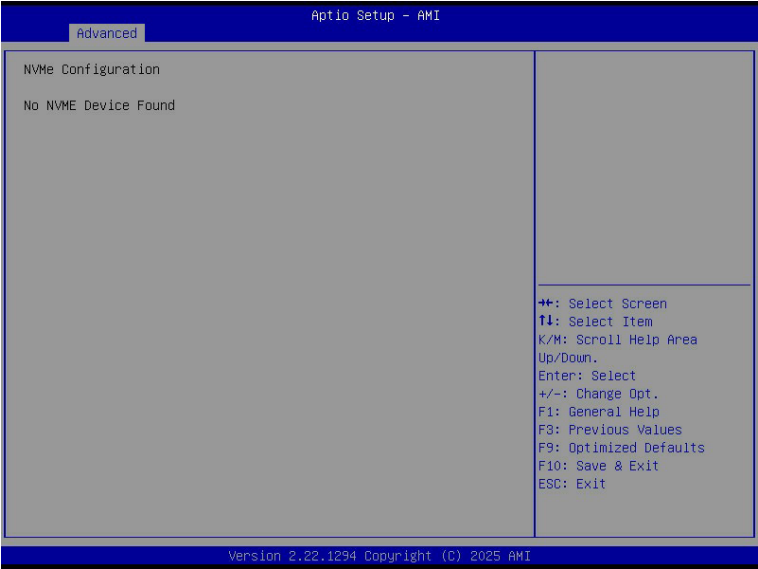 Aptio Setup – AMI
Advanced
NVMe Configuration
No NVME Device Found
→←: Select Screen
↑↓: Select Item
K/M: Scroll Help Area
Up/Down.
Enter: Select
+/-: Change Opt.
F1: General Help
F3: Previous Values
F9: Optimized Defaults
F10: Save & Exit
ESC: Exit
Version 2.22.1294 Copyright (C) 2025 AMI